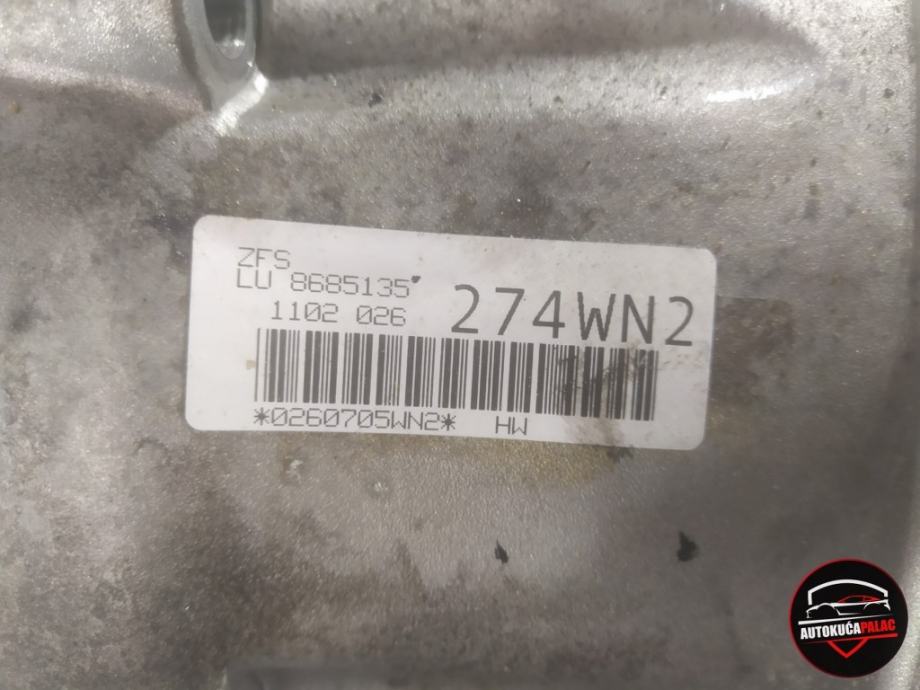 ZFS
LU 8685135
1102 026
274WN2
*0260705WN2* HW
AUTOKUĆAPALAC